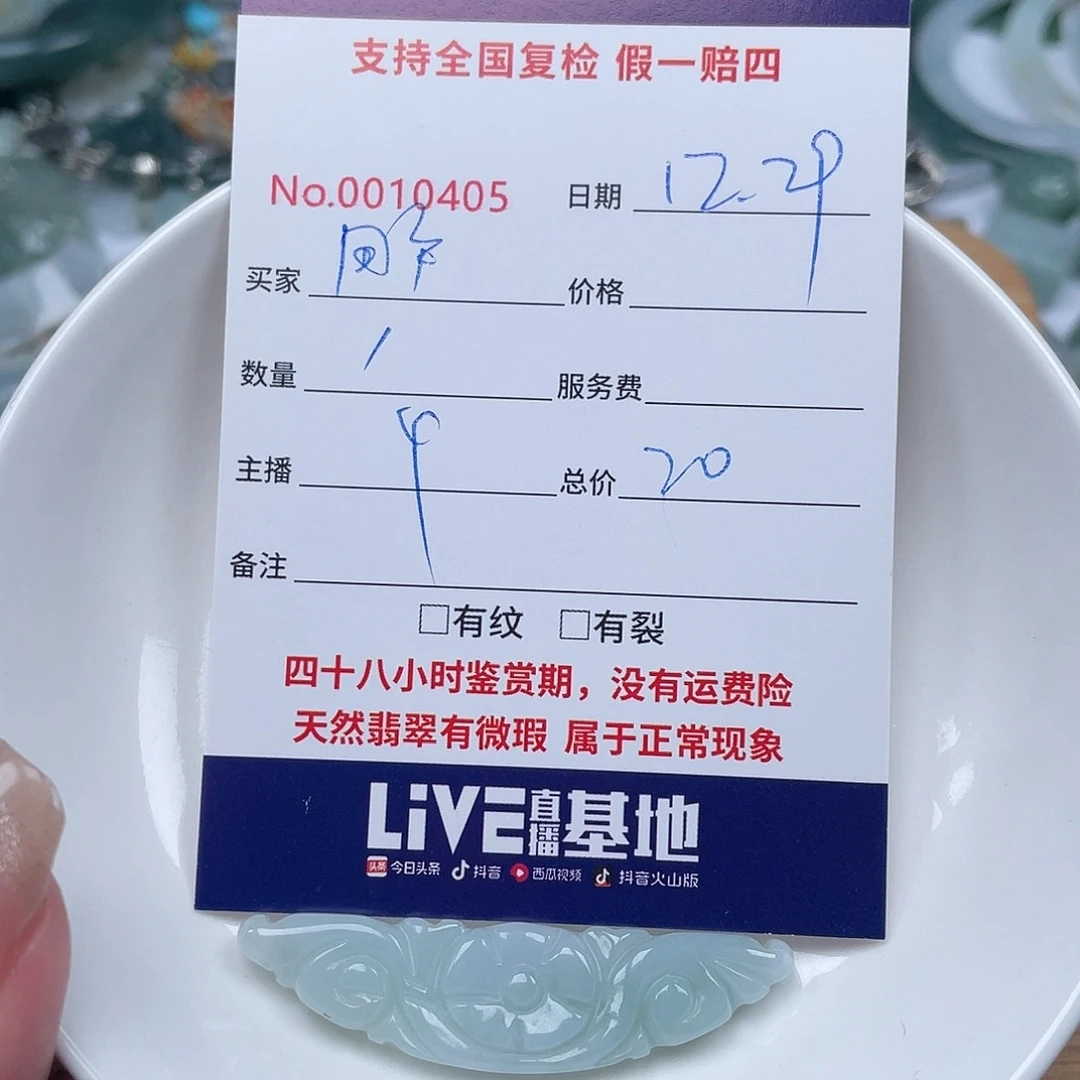 支持全国复检 假一赔四
No.0010405 日期 12.29
买家 价格
数量 1 服务费
主播 总价 20
备注
□有纹 □有裂
四十八小时鉴赏期，没有运费险
天然翡翠有微瑕 属于正常现象
LiVE直播基地
头条 今日头条 抖音 西瓜视频 抖音火山版